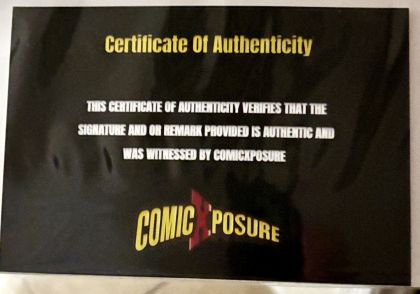 Certificate Of Authenticity
THIS CERTIFICATE OF AUTHENTICITY VERIFIES THAT THE
SIGNATURE AND OR REMARK PROVIDED IS AUTHENTIC AND
WAS WITNESSED BY COMICXPOSURE
COMICXPOSURE